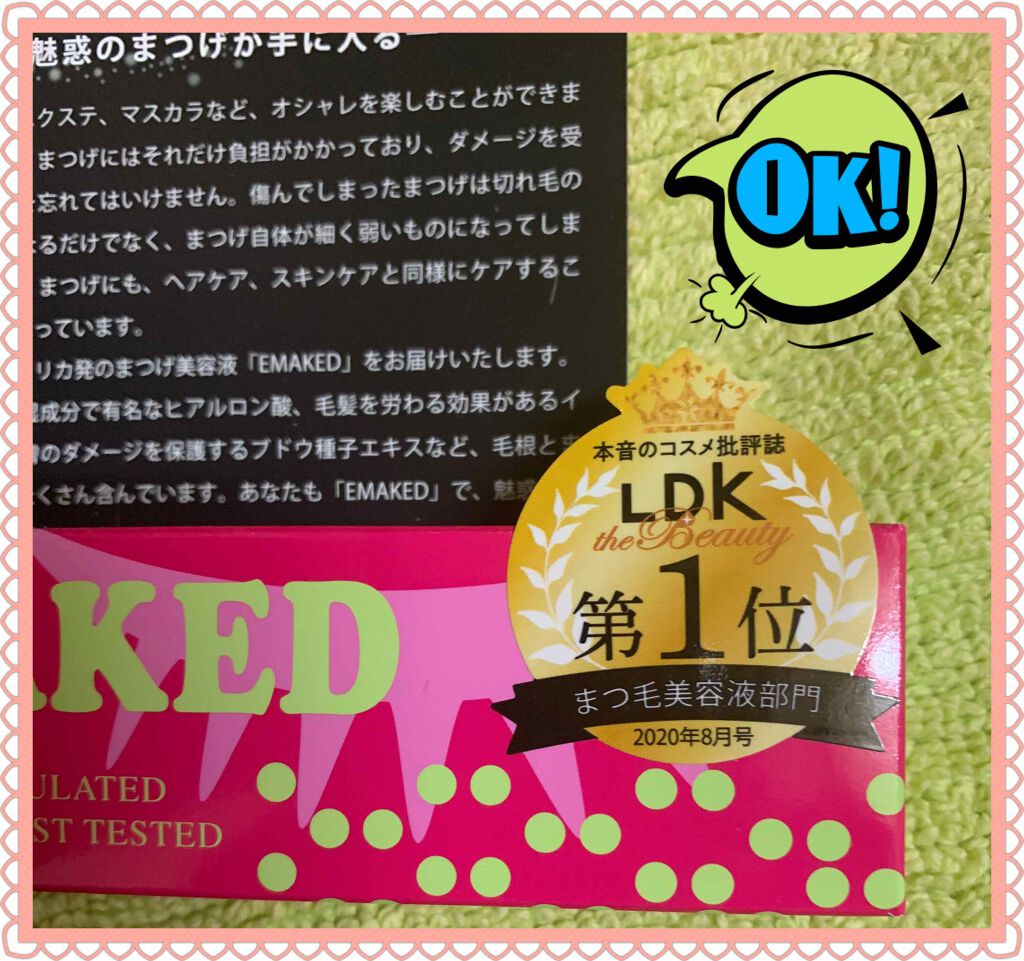 魅惑のまつげが手に入る
クステ、マスカラなど、オシャレを楽しむことができま
まつげにはそれだけ負担がかかっており、ダメージを受
忘れてはいけません。傷んでしまったまつげは切れ毛の
るだけでなく、まつげ自体が細く弱いものになってしま
まつげにも、ヘアケア、スキンケアと同様にケアするこ
っています。
リカ発のまつげ美容液「EMAKED」をお届けいたします。
成分で有名なヒアルロン酸、毛髪を労わる効果があるイ
のダメージを保護するブドウ種子エキスなど、毛根と
くさん含んでいます。あなたも「EMAKED」で、魅
OK!
本音のコスメ批評誌
LDK
the Beauty
第1位
まつ毛美容液部門
2020年8月号
AKED
ULATED
ST TESTED